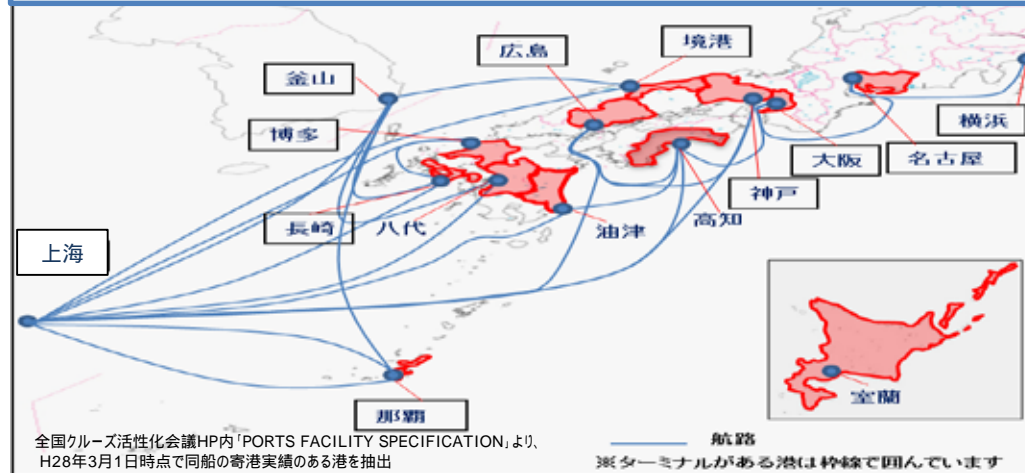 境港
広島
釜山
横浜
博多
大阪
名古屋
神戸
高知
長崎
八代
油津
上海
室蘭
那覇
全国クルーズ活性化会議HP内「PORTS FACILITY SPECIFICATION」より、
H28年3月1日時点で同船の寄港実績のある港を抽出
航路
※ターミナルがある港は枠線で囲んでいます